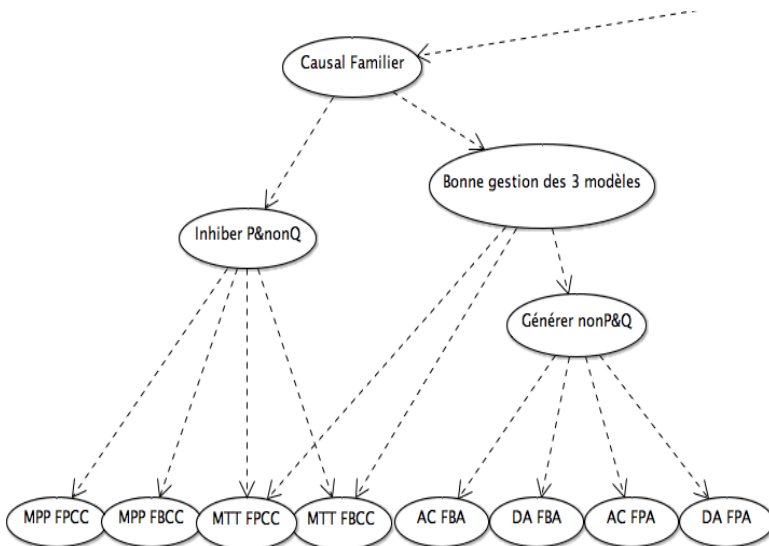 Causal Familier
Bonne gestion des 3 modèles
Inhiber P&nonQ
Générer nonP&Q
MPP FPCC
MPP FBCC
MTT FPCC
MTT FBCC
AC FBA
DA FBA
AC FPA
DA FPA